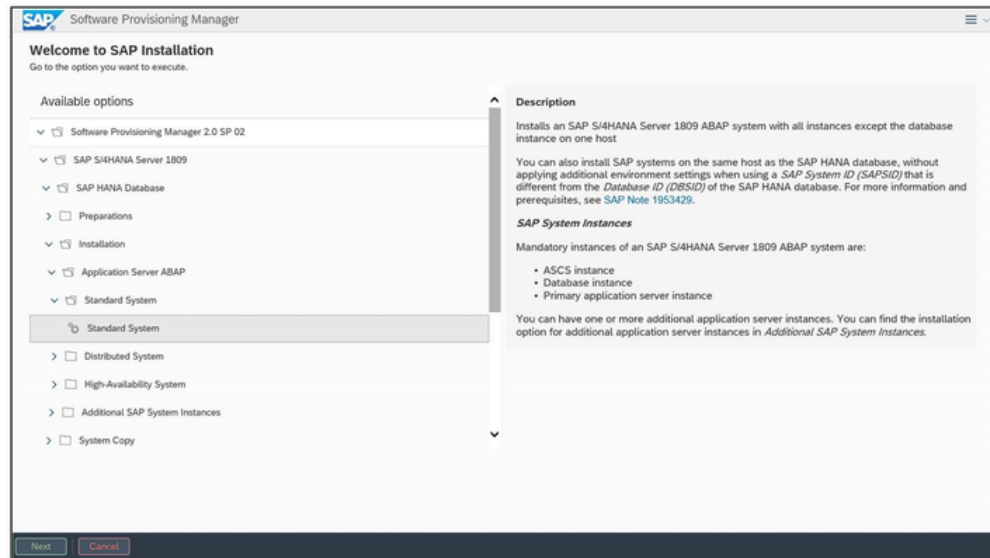 SAP Software Provisioning Manager
Welcome to SAP Installation
Go to the option you want to execute.
Available options
Software Provisioning Manager 2.0 SP 02
SAP S/4HANA Server 1809
SAP HANA Database
Preparations
Installation
Application Server ABAP
Standard System
Standard System
Distributed System
High-Availability System
Additional SAP System Instances
System Copy
Description
Installs an SAP S/4HANA Server 1809 ABAP system with all instances except the database
instance on one host
You can also install SAP systems on the same host as the SAP HANA database, without
applying additional environment settings when using a SAP System ID (SAPSID) that is
different from the Database ID (DBSID) of the SAP HANA database. For more information and
prerequisites, see SAP Note 1953429.
SAP System Instances
Mandatory instances of an SAP S/4HANA Server 1809 ABAP system are:
• ASCS instance
• Database instance
• Primary application server instance
You can have one or more additional application server instances. You can find the installation
option for additional application server instances in Additional SAP System Instances.
Next Cancel